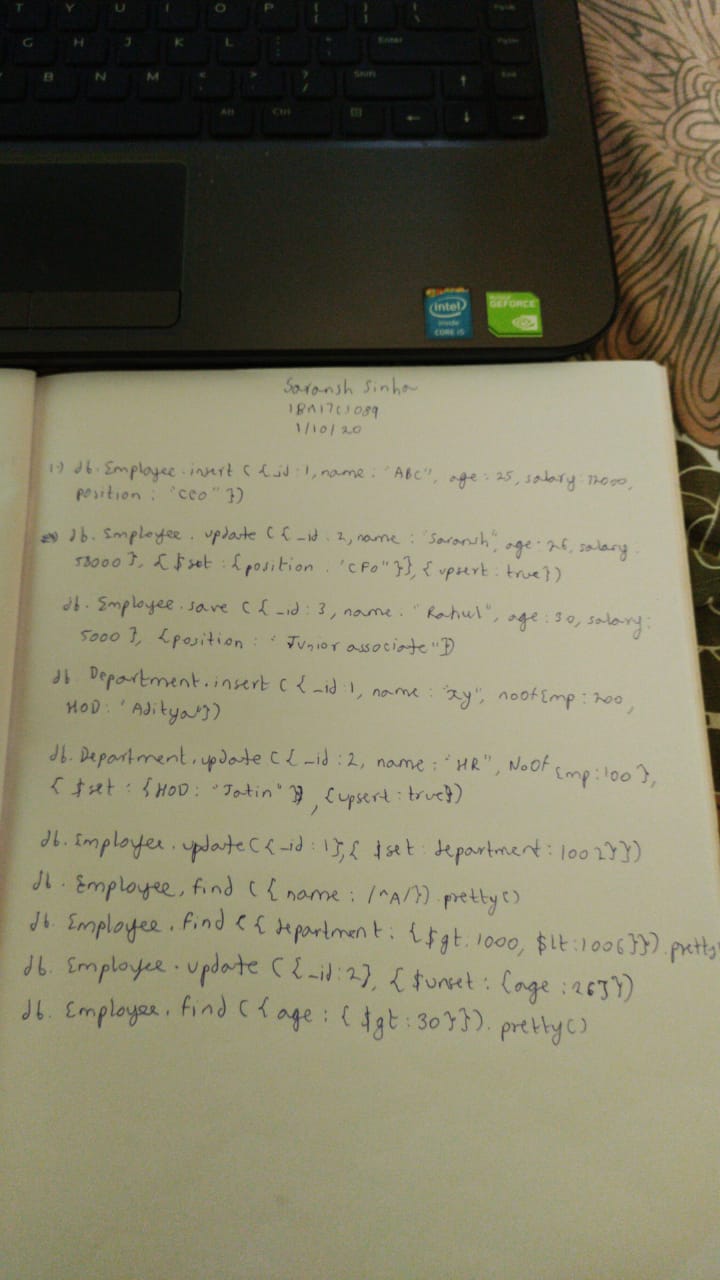 T Y U I O P { [ } ] | \ PgUp
G H J K L : ; " ' Enter PgDn
B N M < , > . ? / Shift ↑ End
Alt Ctrl ← ↓ →
intel
inside
CORE i5
NVIDIA
GEFORCE
Saransh Sinha
1BM17CS089
1/10/20
1) db.Employee.insert ( { _id : 1, name : "ABC", age : 25, salary : 72000,
position : "CEO" })
db. Employee . update ( { _id : 2, name : "Saransh", age : 26, salary :
58000 }, { $set : { position : "CFO" }}, { upsert : true })
db. Employee . save ( { _id : 3, name : "Rahul", age : 30, salary :
5000 }, { position : "Junior associate" })
db. Department . insert ( { _id : 1, name : "xy", noOfEmp : 200,
HOD : "Aditya" })
db. Department . update ( { _id : 2, name : "HR", NoOf Emp : 100 },
{ $set : { HOD : "Jatin" }} , { upsert : true })
db. Employee . update ( { _id : 1 }, { $set : department : 1002 }})
db . Employee . find ( { name : /^A/}) .pretty()
db. Employee . find ( { department : { $gt : 1000, $lt : 1006 }}) . pretty
db. Employee . update ( { _id : 2 }, { $unset : { age : 26 }})
db. Employee . find ( { age : { $gt : 30 }}) . pretty()